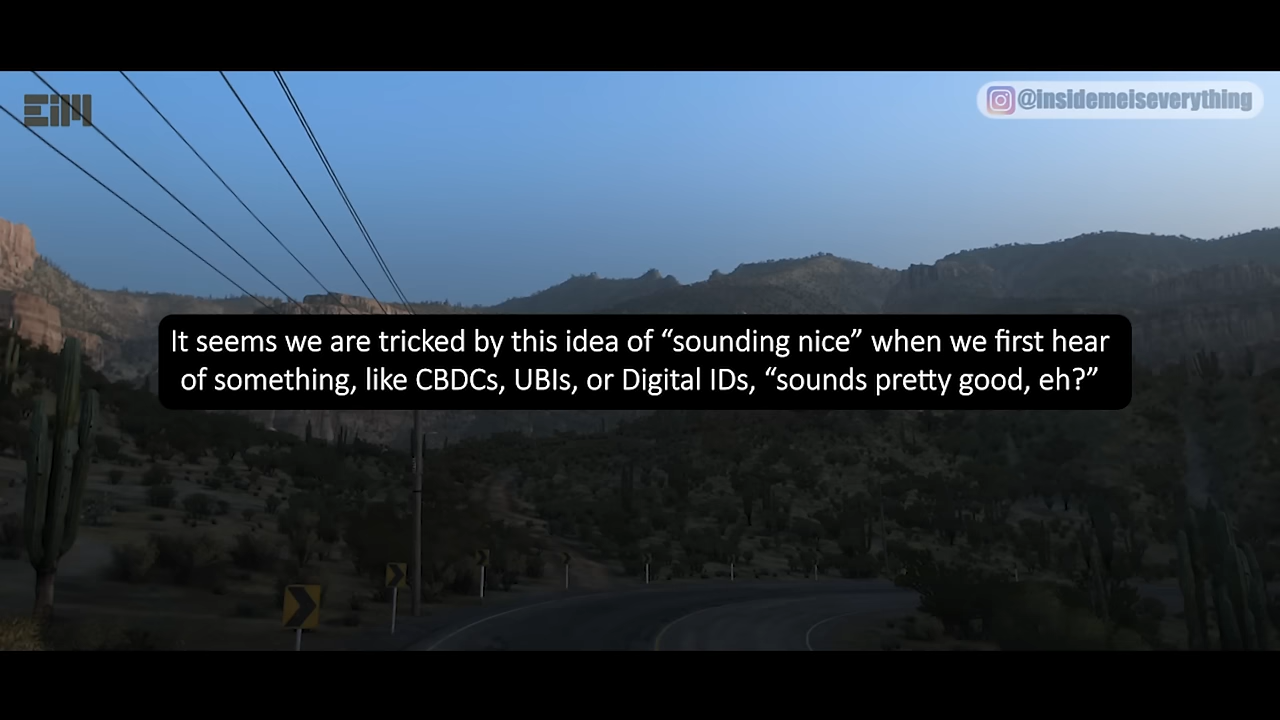 EiM
@insidemeiseverything
It seems we are tricked by this idea of “sounding nice” when we first hear
of something, like CBDCs, UBIs, or Digital IDs, “sounds pretty good, eh?”